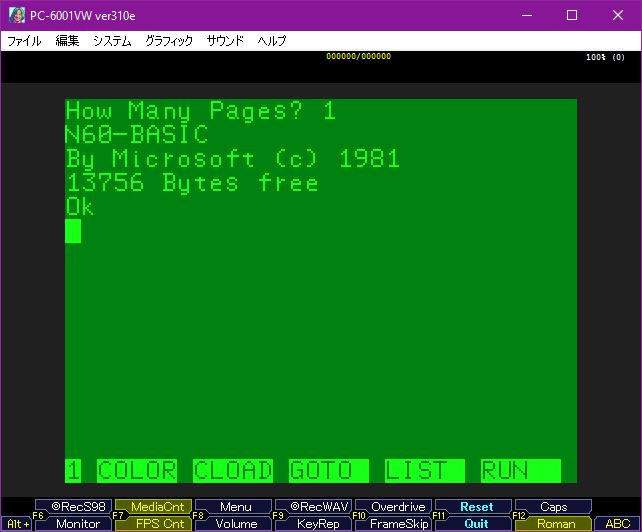 PC-6001VW ver310e
ファイル 編集 システム グラフィック サウンド ヘルプ
000000/000000 100% (0)
How Many Pages? 1
N60-BASIC
By Microsoft (c) 1981
13756 Bytes free
Ok
1 COLOR CLOAD GOTO LIST RUN
F6 ◎RecS98 F7 MediaCnt F8 Menu F9 ◎RecWAV F10 Overdrive F11 Reset F12 Caps
Alt+ Monitor FPS Cnt Volume KeyRep FrameSkip Quit Roman ABO